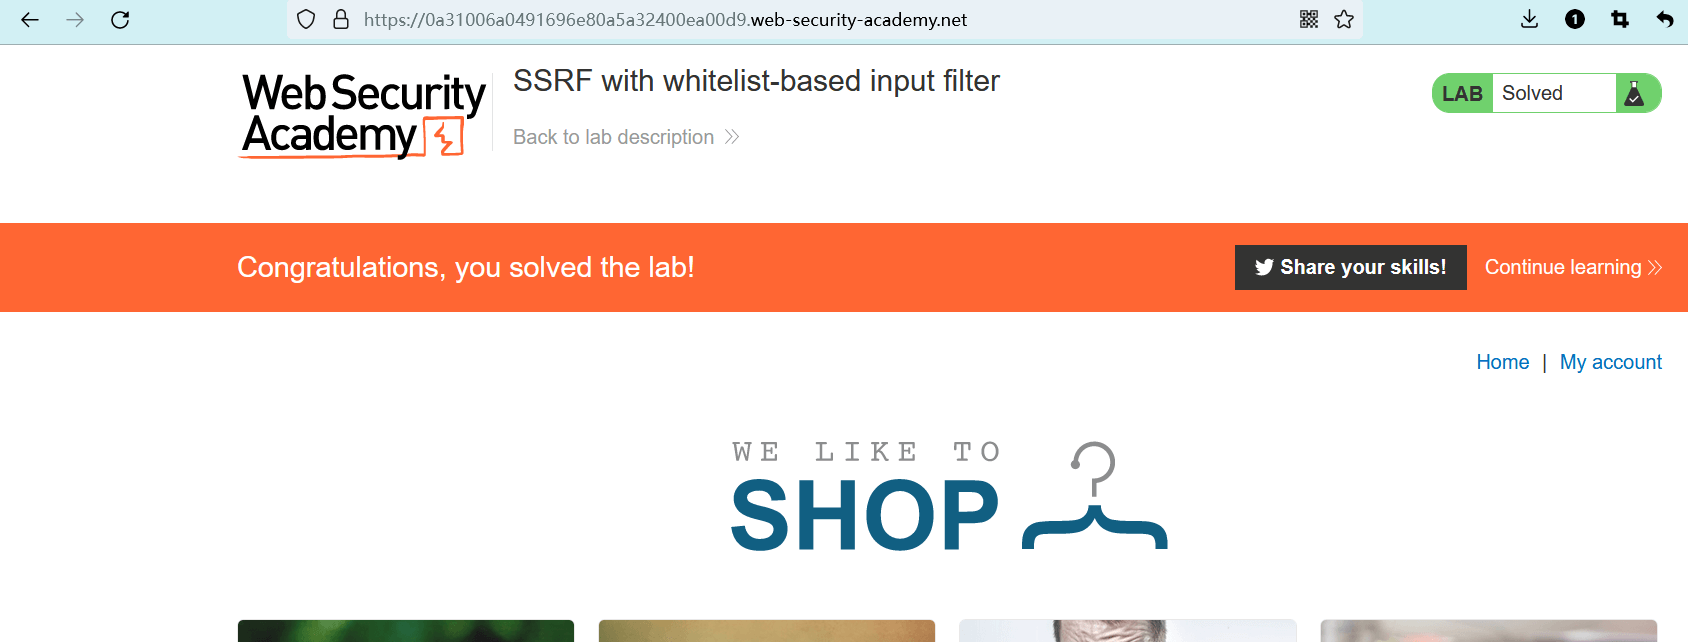 https://0a31006a0491696e80a5a32400ea00d9.web-security-academy.net
1
Web Security
Academy
SSRF with whitelist-based input filter
Back to lab description
LAB Solved
Congratulations, you solved the lab!
Share your skills!
Continue learning
Home | My account
WE LIKE TO
SHOP